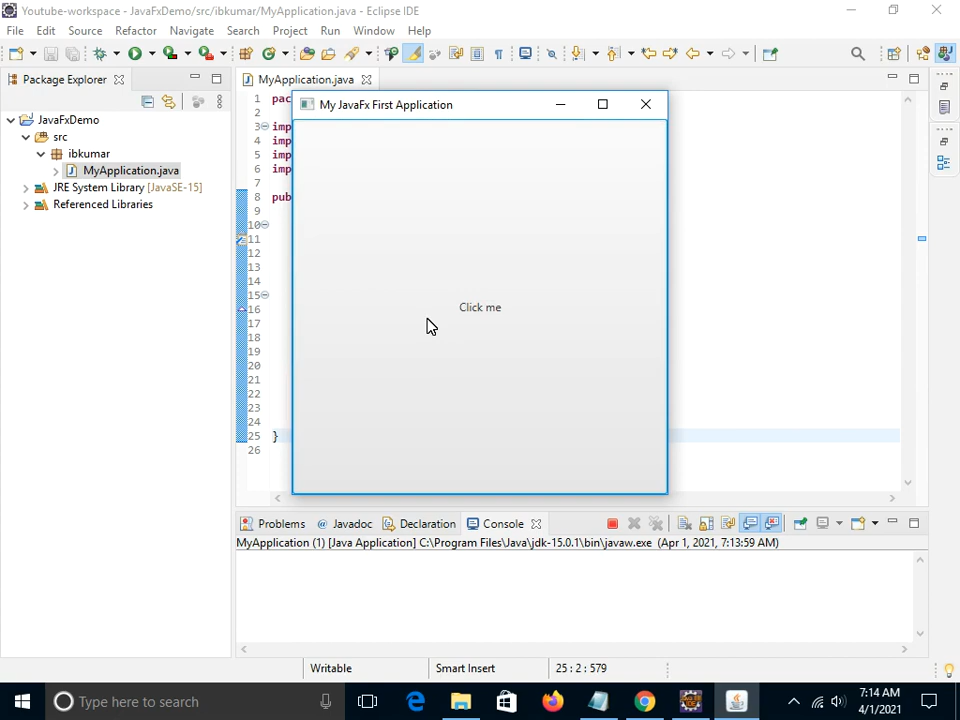 Youtube-workspace - JavaFxDemo/src/ibkumar/MyApplication.java - Eclipse IDE
File Edit Source Refactor Navigate Search Project Run Window Help
Package Explorer
MyApplication.java
JavaFxDemo
src
ibkumar
MyApplication.java
JRE System Library [JavaSE-15]
Referenced Libraries
My JavaFx First Application
Click me
1 pac
2
3 imp
4 imp
5 imp
6 imp
7
8 pub
9
10
11
12
13
14
15
16
17
18
19
20
21
22
23
24
25 }
26
Problems @ Javadoc Declaration Console
MyApplication (1) [Java Application] C:\Program Files\Java\jdk-15.0.1\bin\javaw.exe (Apr 1, 2021, 7:13:59 AM)
Writable Smart Insert 25 : 2 : 579
Type here to search
7:14 AM
4/1/2021